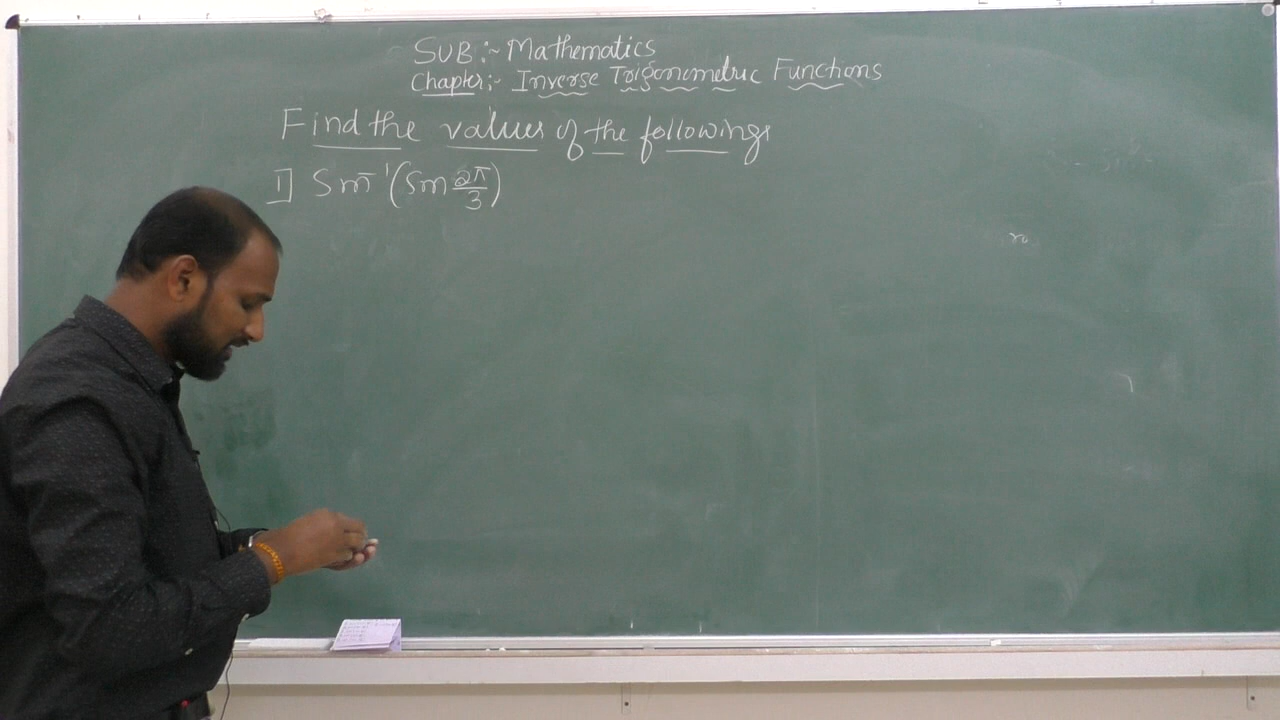 SUB:- Mathematics
Chapter:- Inverse Trigonometric Functions
Find the values of the followings
1] Sin⁻¹(Sin 2π/3)